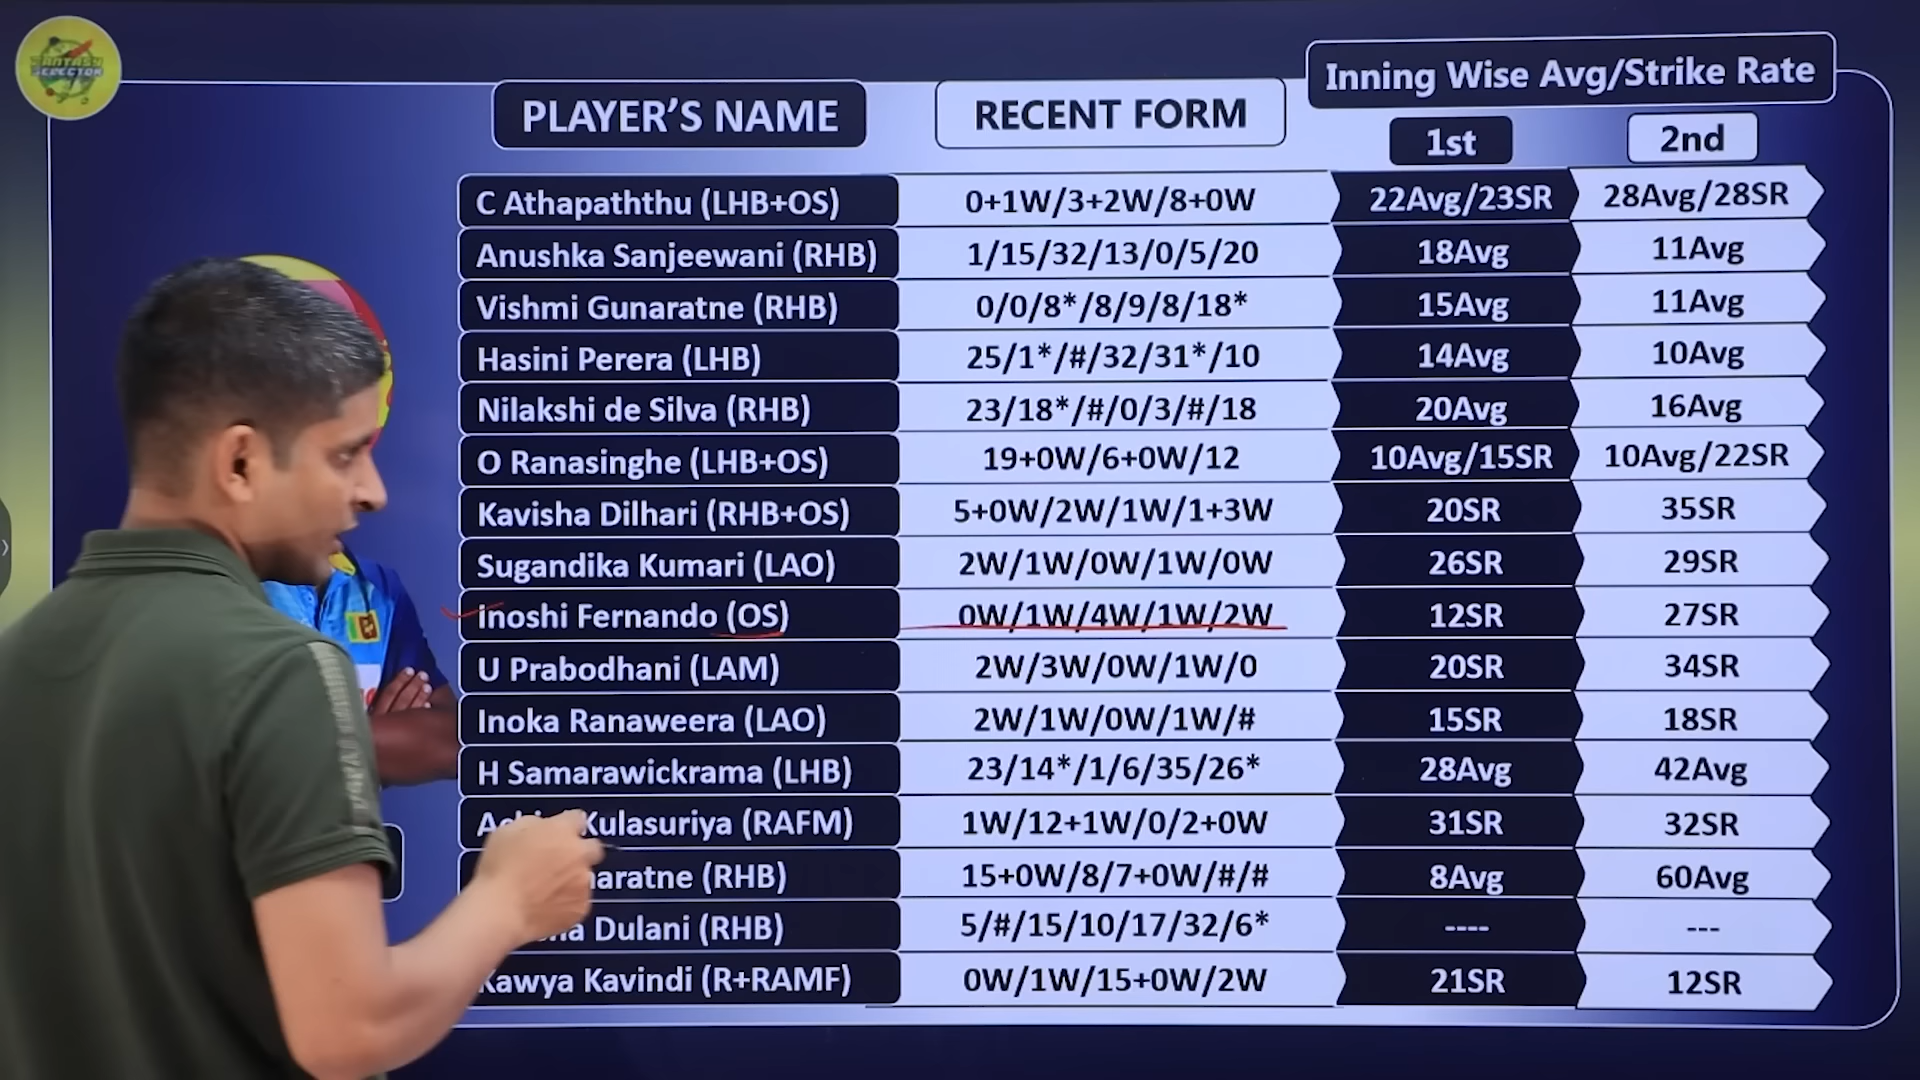 FANTASY
SELECTOR
Inning Wise Avg/Strike Rate
PLAYER'S NAME RECENT FORM 1st 2nd
C Athapaththu (LHB+OS) 0+1W/3+2W/8+0W 22Avg/23SR 28Avg/28SR
Anushka Sanjeewani (RHB) 1/15/32/13/0/5/20 18Avg 11Avg
Vishmi Gunaratne (RHB) 0/0/8*/8/9/8/18* 15Avg 11Avg
Hasini Perera (LHB) 25/1*/#/32/31*/10 14Avg 10Avg
Nilakshi de Silva (RHB) 23/18*/#/0/3/#/18 20Avg 16Avg
O Ranasinghe (LHB+OS) 19+0W/6+0W/12 10Avg/15SR 10Avg/22SR
Kavisha Dilhari (RHB+OS) 5+0W/2W/1W/1+3W 20SR 35SR
Sugandika Kumari (LAO) 2W/1W/0W/1W/0W 26SR 29SR
Inoshi Fernando (OS) 0W/1W/4W/1W/2W 12SR 27SR
U Prabodhani (LAM) 2W/3W/0W/1W/0 20SR 34SR
Inoka Ranaweera (LAO) 2W/1W/0W/1W/# 15SR 18SR
H Samarawickrama (LHB) 23/14*/1/6/35/26* 28Avg 42Avg
Kulasuriya (RAFM) 1W/12+1W/0/2+0W 31SR 32SR
(RHB) 15+0W/8/7+0W/#/# 8Avg 60Avg
Dulani (RHB) 5/#/15/10/17/32/6* ---- ---
Kawya Kavindi (R+RAMF) 0W/1W/15+0W/2W 21SR 12SR